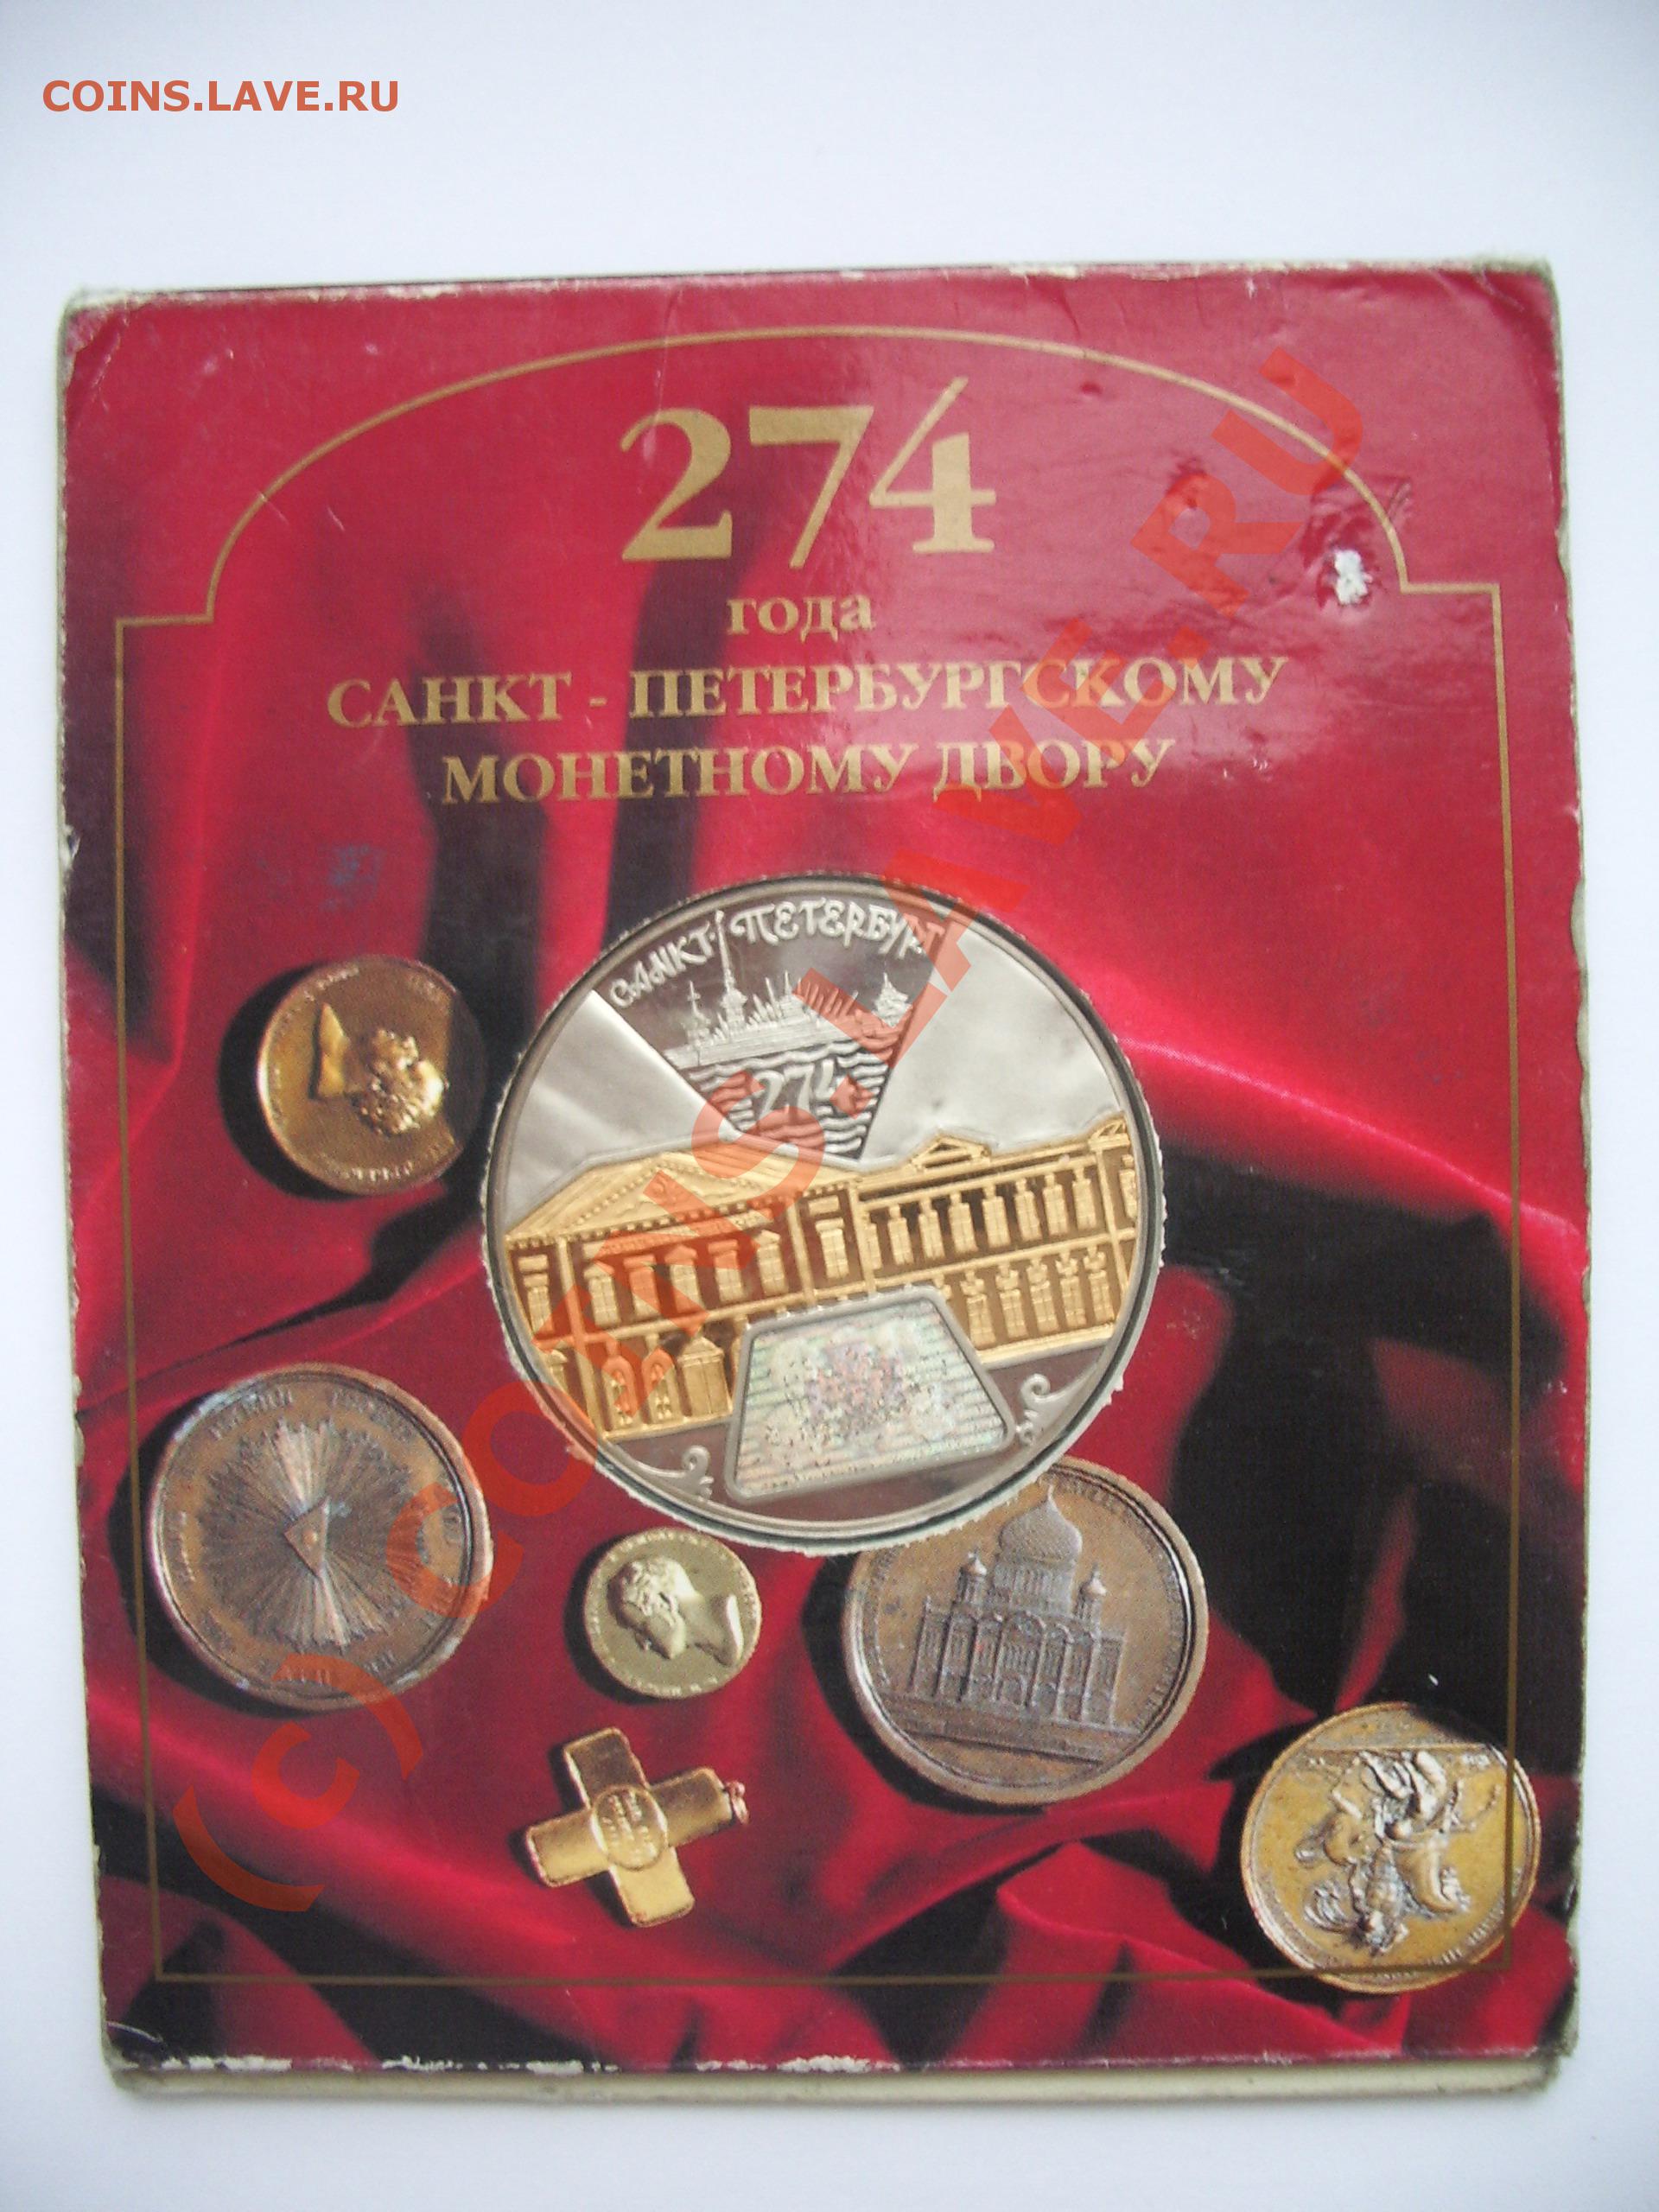 COINS.LAVE.RU
274
года
САНКТ - ПЕТЕРБУРГСКОМУ
МОНЕТНОМУ ДВОРУ
САНКТ-ПЕТЕРБУРГ
274
(c) COINS.LAVE.RU